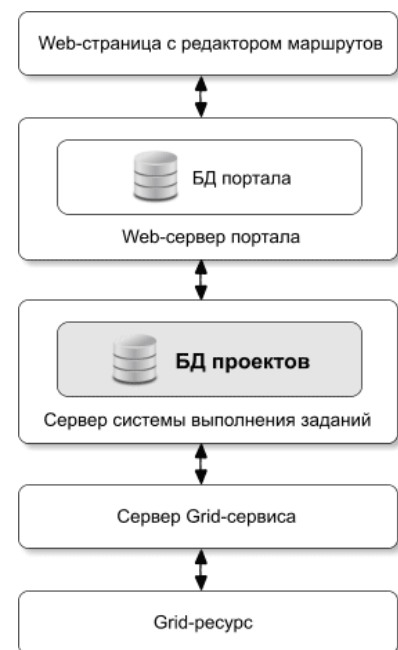 Web-страница с редактором маршрутов
БД портала
Web-сервер портала
БД проектов
Сервер системы выполнения заданий
Сервер Grid-сервиса
Grid-ресурс